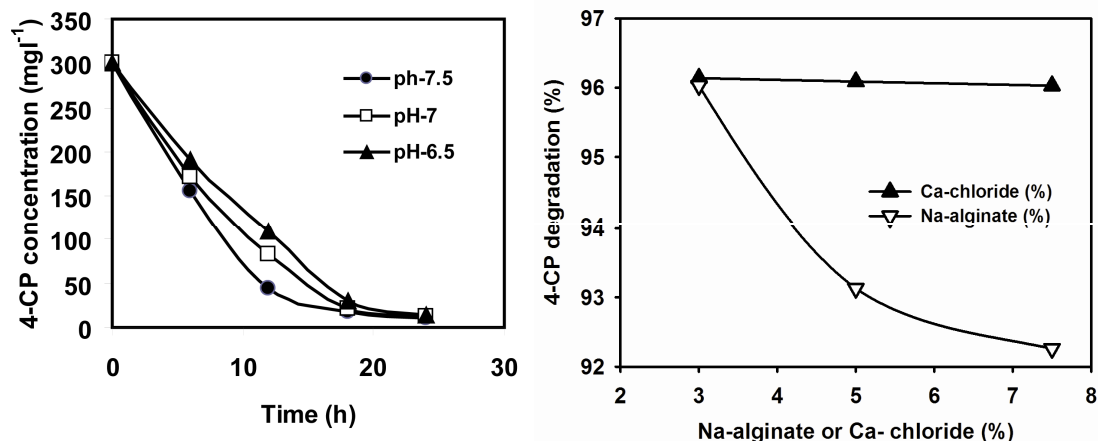 350
300
250
200
150
100
50
0
4-CP concentration (mgl-1)
ph-7.5
pH-7
pH-6.5
0 10 20 30
Time (h)
97
96
95
94
93
92
4-CP degradation (%)
Ca-chloride (%)
Na-alginate (%)
2 3 4 5 6 7 8
Na-alginate or Ca- chloride (%)